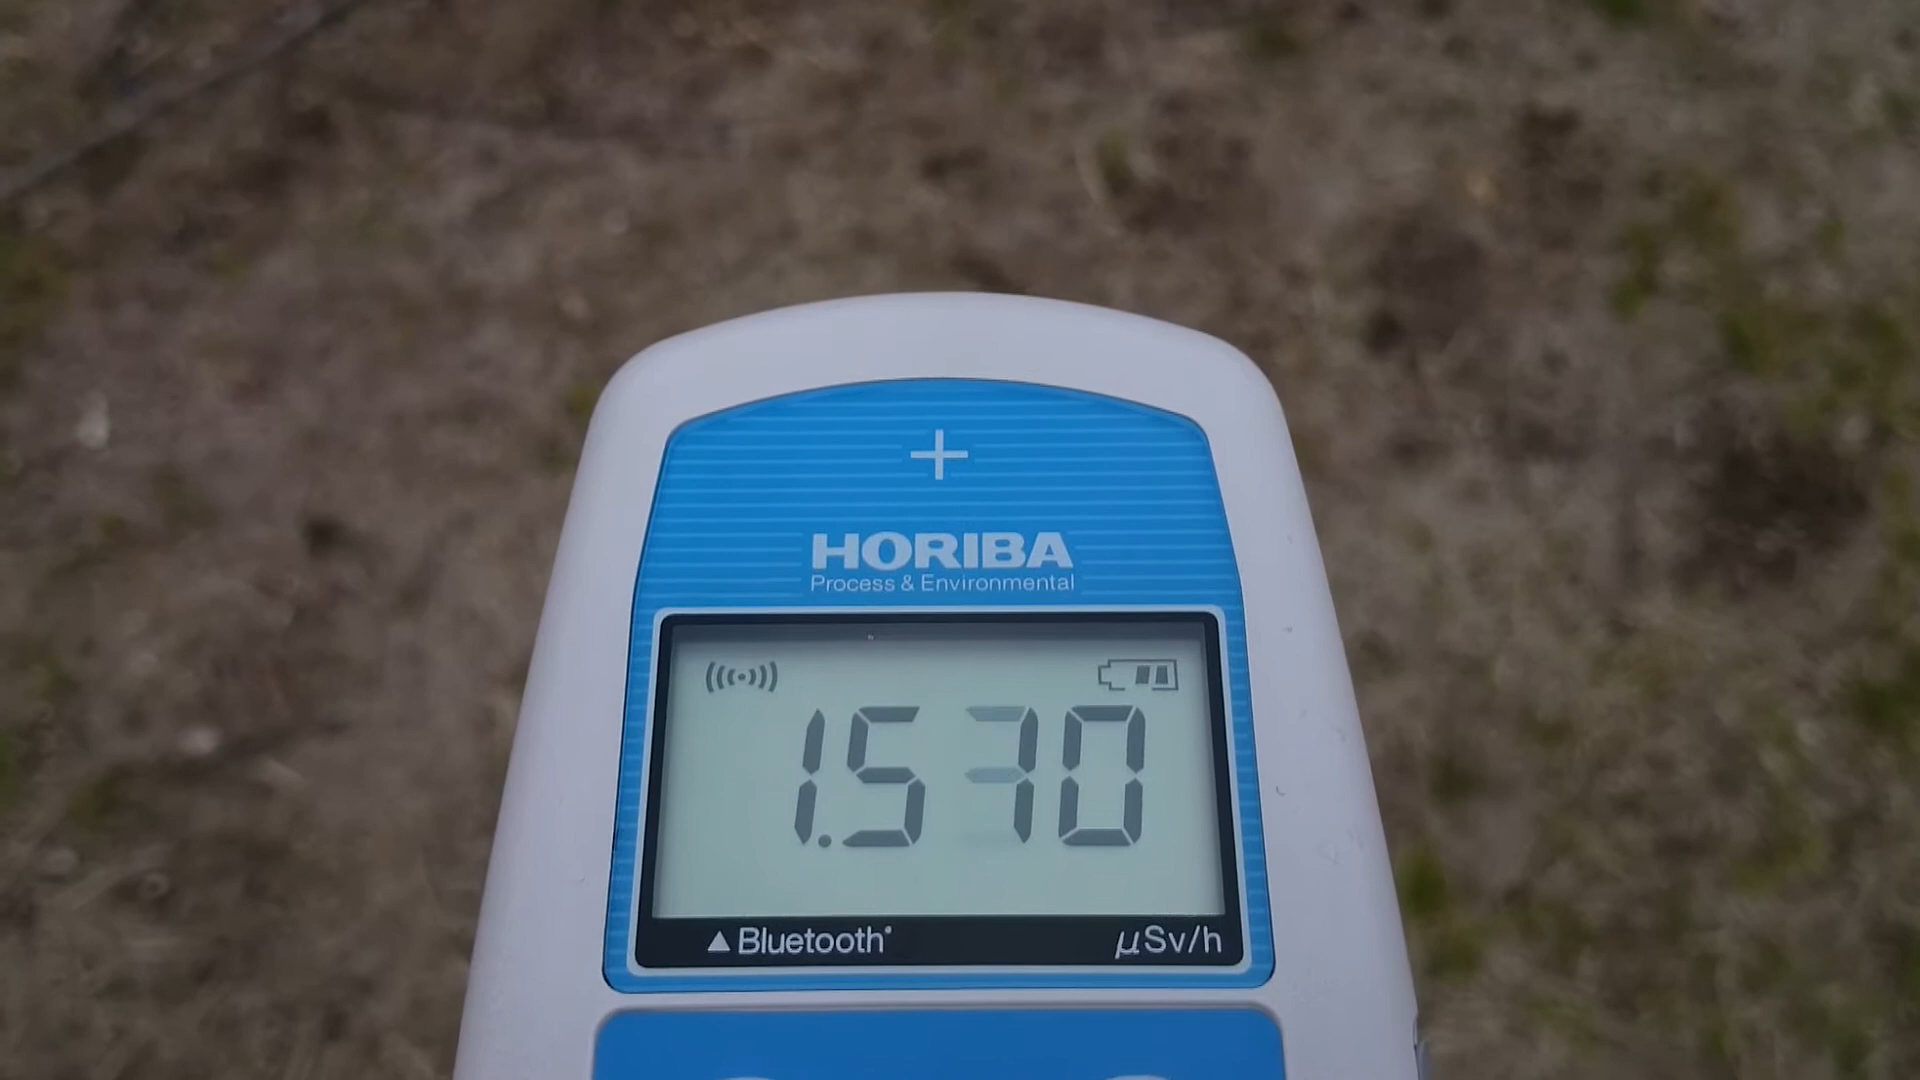 +
HORIBA
Process & Environmental
1.530
▲Bluetooth®
μSv/h